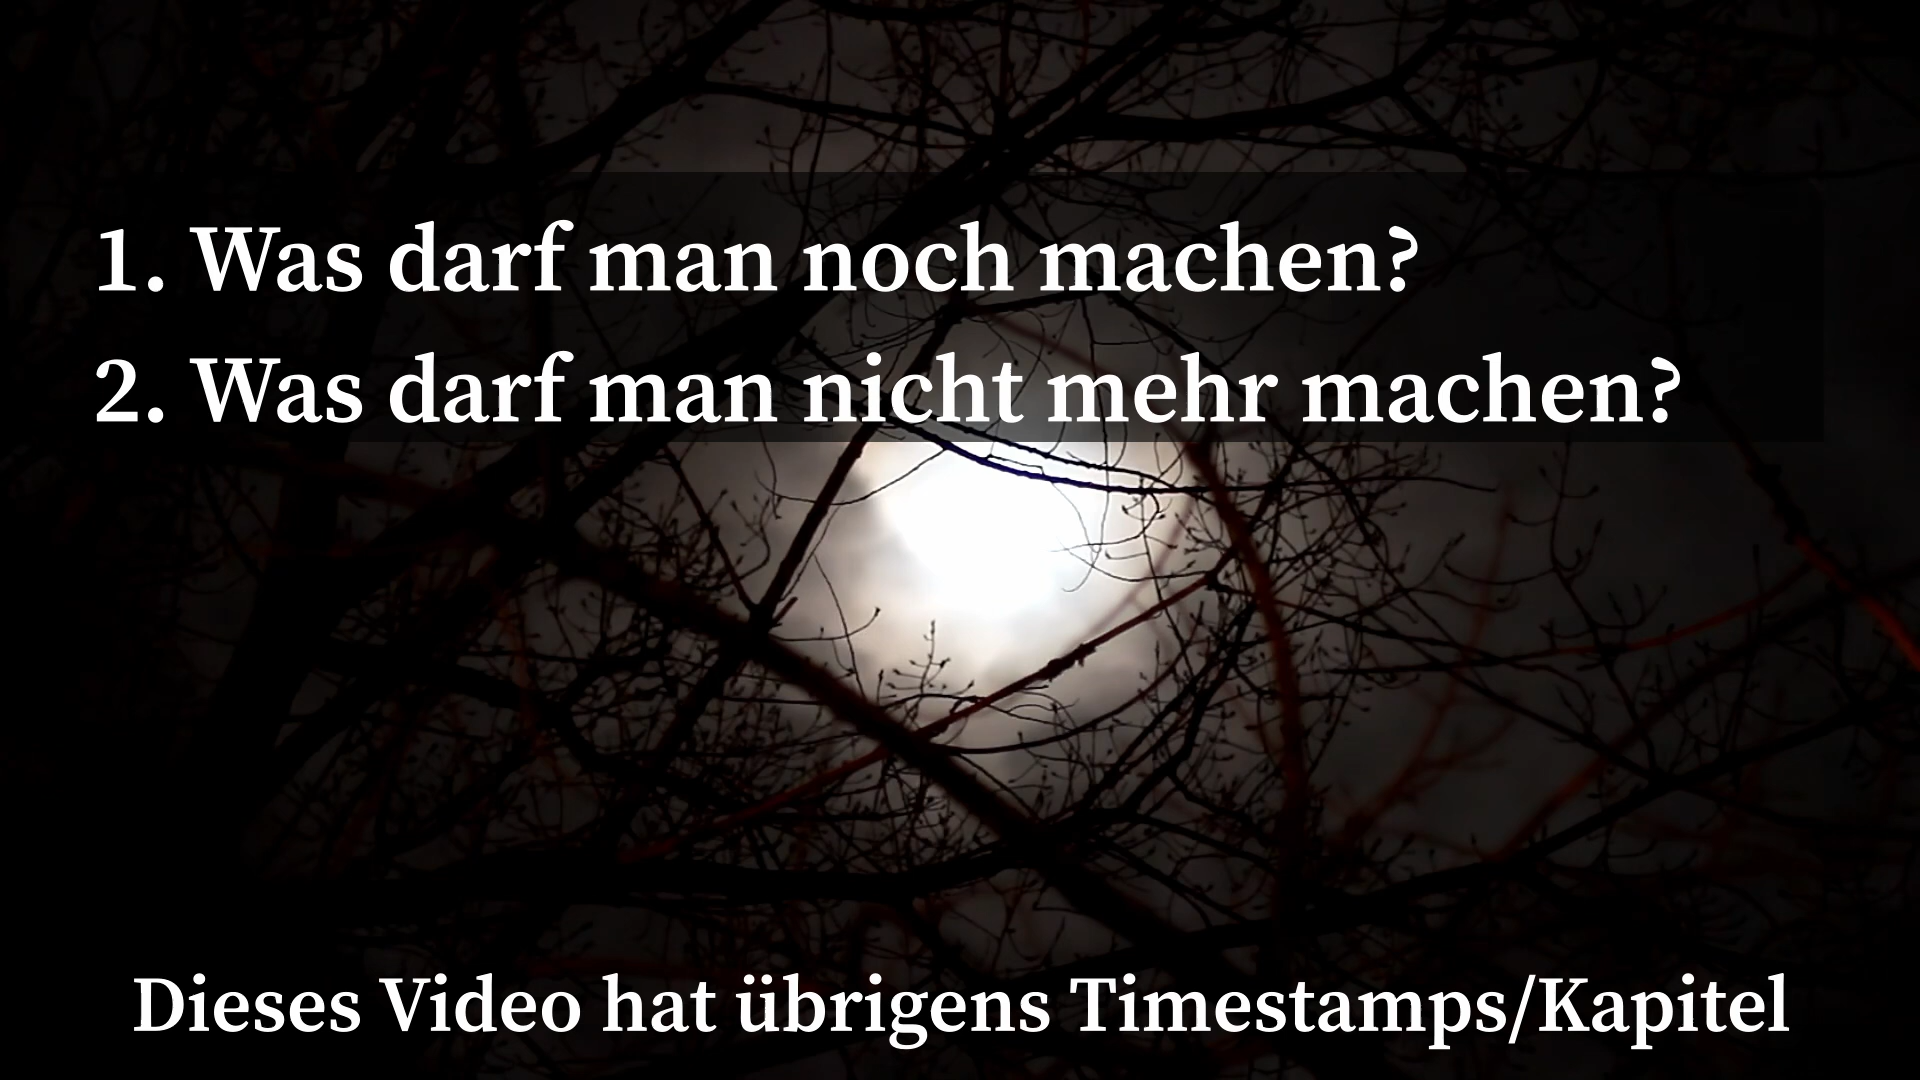 1. Was darf man noch machen?
2. Was darf man nicht mehr machen?
Dieses Video hat übrigens Timestamps/Kapitel